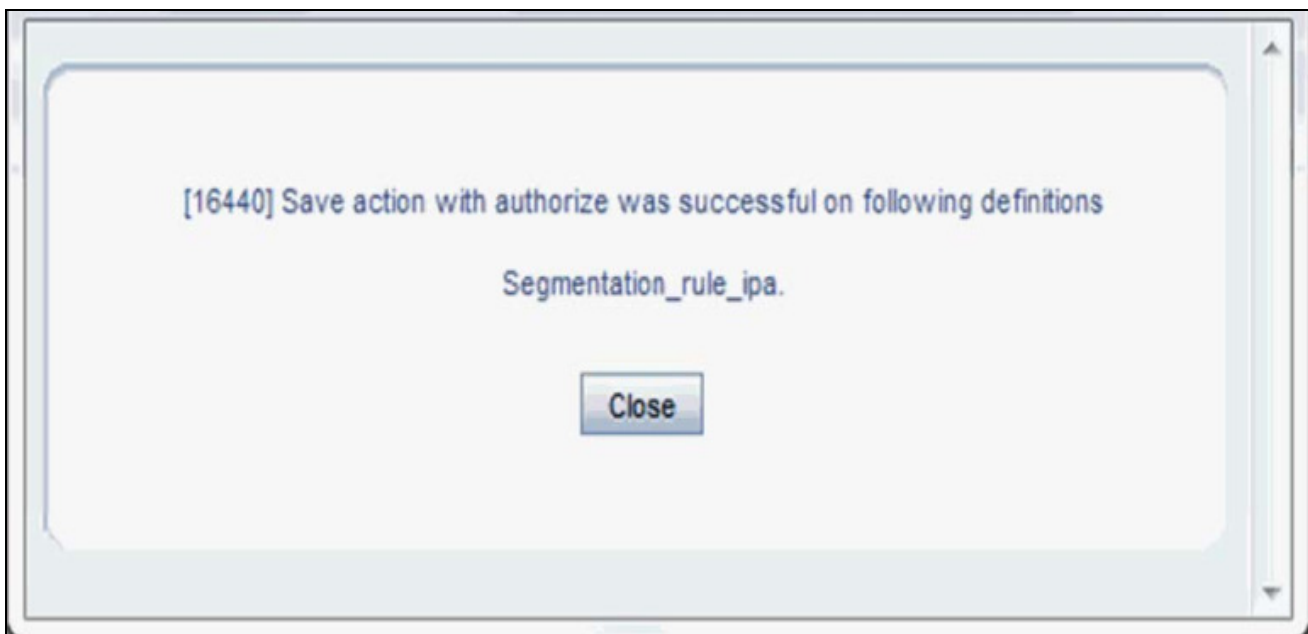 [16440] Save action with authorize was successful on following definitions
Segmentation_rule_ipa.
Close